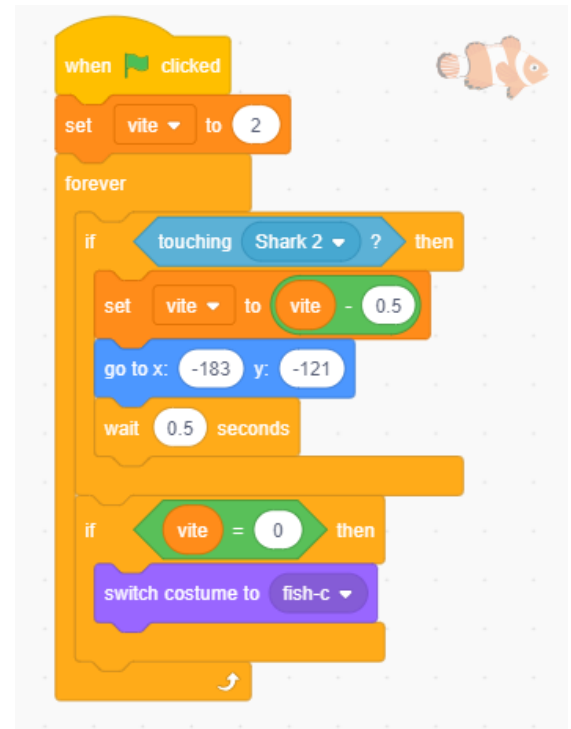 when clicked
set vite to 2
forever
if touching Shark 2 ? then
set vite to vite - 0.5
go to x: -183 y: -121
wait 0.5 seconds
if vite = 0 then
switch costume to fish-c